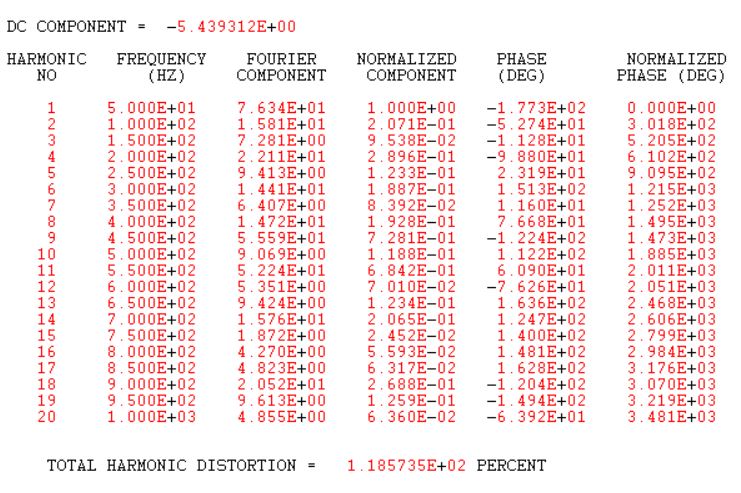 DC COMPONENT = -5.439312E+00
HARMONIC FREQUENCY FOURIER NORMALIZED PHASE NORMALIZED
NO (HZ) COMPONENT COMPONENT (DEG) PHASE (DEG)
1 5.000E+01 7.634E+01 1.000E+00 -1.773E+02 0.000E+00
2 1.000E+02 1.581E+01 2.071E-01 -5.274E+01 3.018E+02
3 1.500E+02 7.281E+00 9.538E-02 -1.128E+01 5.205E+02
4 2.000E+02 2.211E+01 2.896E-01 -9.880E+01 6.102E+02
5 2.500E+02 9.413E+00 1.233E-01 2.319E+01 9.095E+02
6 3.000E+02 1.441E+01 1.887E-01 1.513E+02 1.215E+03
7 3.500E+02 6.407E+00 8.392E-02 1.160E+01 1.252E+03
8 4.000E+02 1.472E+01 1.928E-01 7.668E+01 1.495E+03
9 4.500E+02 5.559E+01 7.281E-01 -1.224E+02 1.473E+03
10 5.000E+02 9.069E+00 1.188E-01 1.122E+02 1.885E+03
11 5.500E+02 5.224E+01 6.842E-01 6.090E+01 2.011E+03
12 6.000E+02 5.351E+00 7.010E-02 -7.626E+01 2.051E+03
13 6.500E+02 9.424E+00 1.234E-01 1.636E+02 2.468E+03
14 7.000E+02 1.576E+01 2.065E-01 1.247E+02 2.606E+03
15 7.500E+02 1.872E+00 2.452E-02 1.400E+02 2.799E+03
16 8.000E+02 4.270E+00 5.593E-02 1.481E+02 2.984E+03
17 8.500E+02 4.823E+00 6.317E-02 1.628E+02 3.176E+03
18 9.000E+02 2.052E+01 2.688E-01 -1.204E+02 3.070E+03
19 9.500E+02 9.613E+00 1.259E-01 -1.494E+02 3.219E+03
20 1.000E+03 4.855E+00 6.360E-02 -6.392E+01 3.481E+03
TOTAL HARMONIC DISTORTION = 1.185735E+02 PERCENT